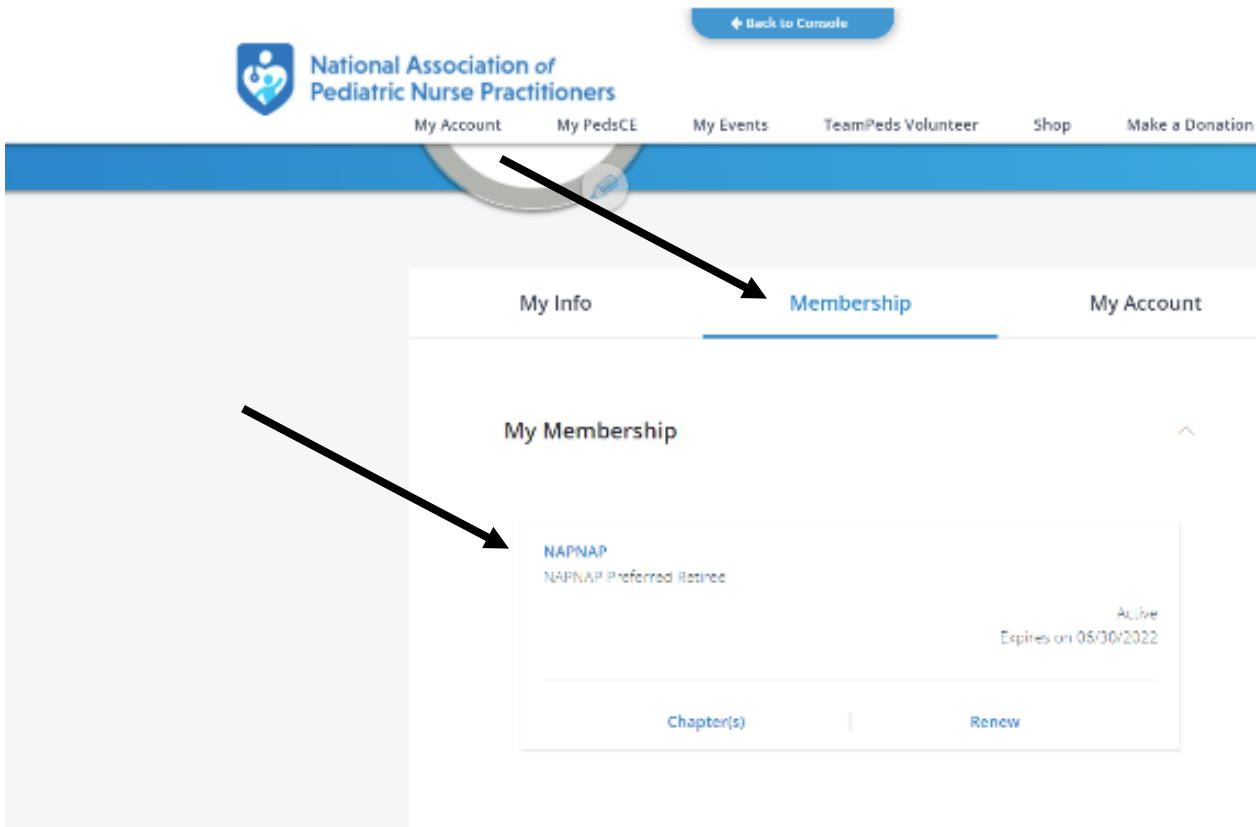 Back to Console
National Association of
Pediatric Nurse Practitioners
My Account My PedsCE My Events TeamPeds Volunteer Shop Make a Donation
My Info Membership My Account
My Membership
NAPNAP
NAPNAP Preferred Retiree
Active
Expires on 06/30/2022
Chapter(s) Renew